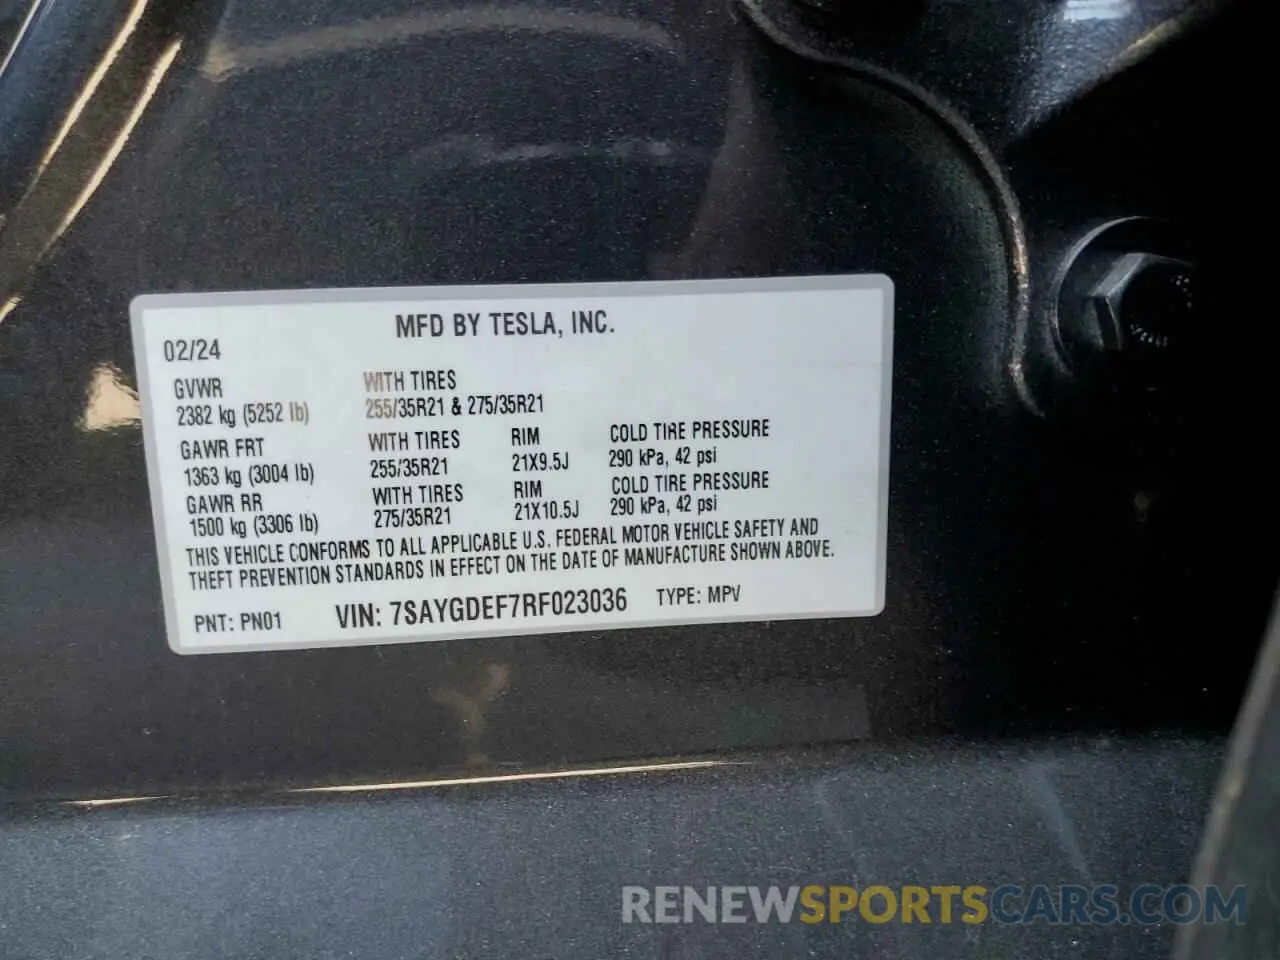 MFD BY TESLA, INC.
02/24
GVWR WITH TIRES
2382 kg (5252 lb) 255/35R21 & 275/35R21
GAWR FRT WITH TIRES RIM COLD TIRE PRESSURE
1363 kg (3004 lb) 255/35R21 21X9.5J 290 kPa, 42 psi
GAWR RR WITH TIRES RIM COLD TIRE PRESSURE
1500 kg (3306 lb) 275/35R21 21X10.5J 290 kPa, 42 psi
THIS VEHICLE CONFORMS TO ALL APPLICABLE U.S. FEDERAL MOTOR VEHICLE SAFETY AND
THEFT PREVENTION STANDARDS IN EFFECT ON THE DATE OF MANUFACTURE SHOWN ABOVE.
PNT: PN01 VIN: 7SAYGDEF7RF023036 TYPE: MPV
RENEWSPORTSCARS.COM